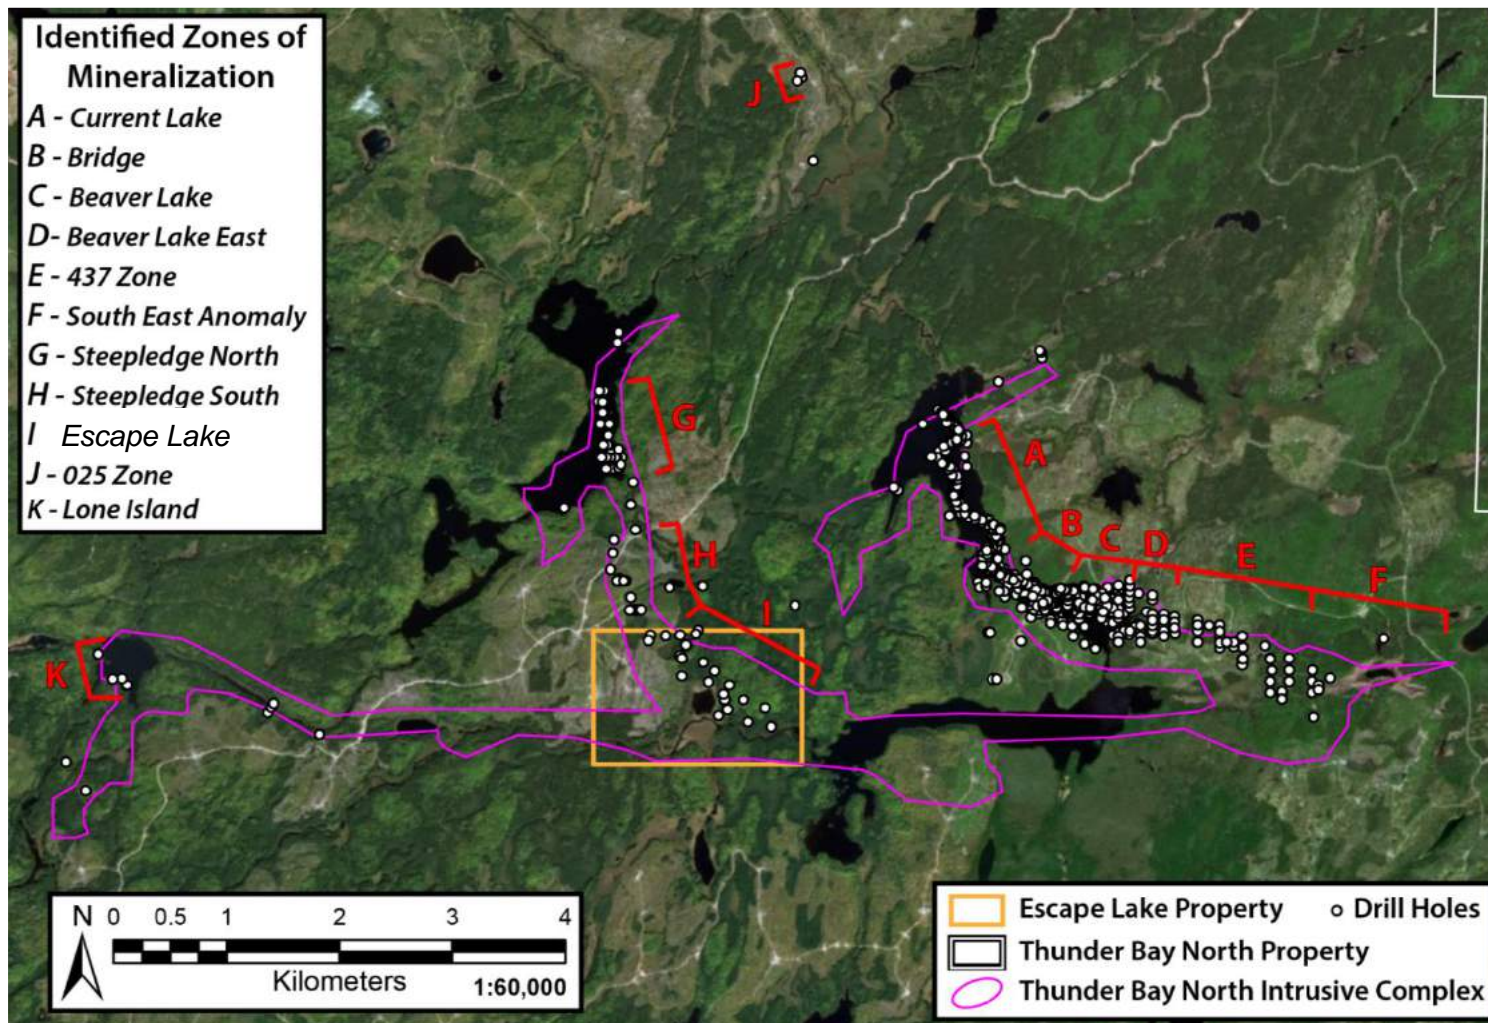 Identified Zones of
Mineralization
A - Current Lake
B - Bridge
C - Beaver Lake
D- Beaver Lake East
E - 437 Zone
F - South East Anomaly
G - Steepledge North
H - Steepledge South
I Escape Lake
J - 025 Zone
K - Lone Island
J
G
A
B
C
D
E
F
H
I
K
N 0 0.5 1 2 3 4
Kilometers 1:60,000
Escape Lake Property Drill Holes
Thunder Bay North Property
Thunder Bay North Intrusive Complex